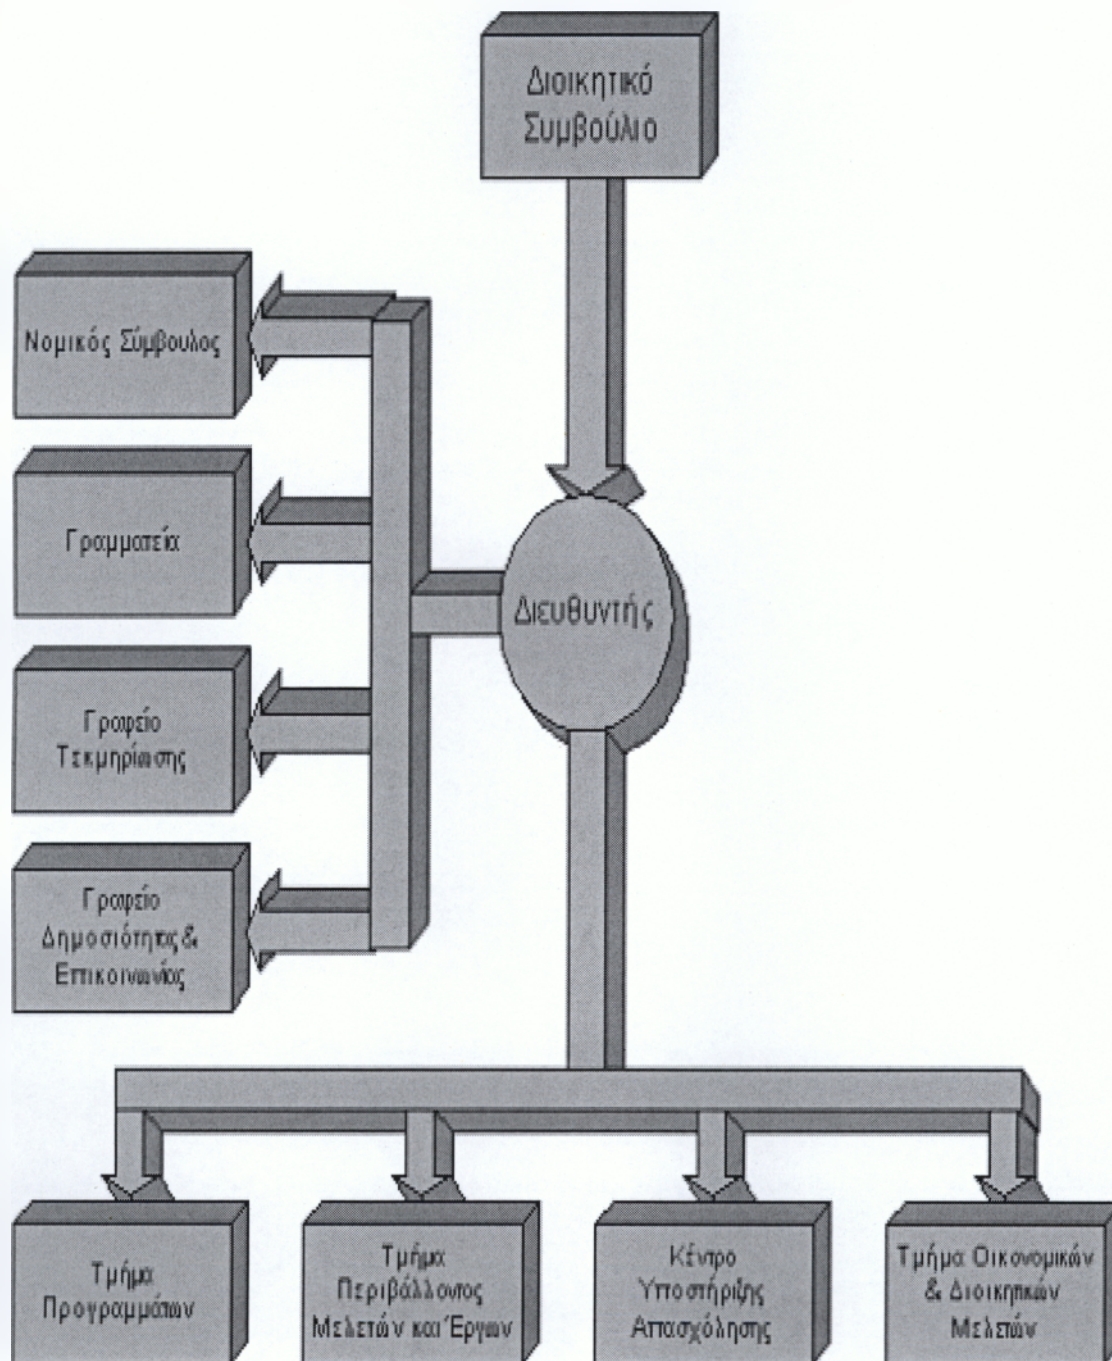 Διοικητικό
Συμβούλιο
Νομικός Σύμβουλος
Γραμματεία
Διευθυντής
Γραφείο
Τεκμηρίωσης
Γραφείο
Δημοσιότητας &
Επικοινωνίας
Τμήμα
Προγραμμάτων
Τμήμα
Περιβάλλοντος
Μελετών και Έργων
Κέντρο
Υποστήριξης
Απασχόλησης
Τμήμα Οικονομικών
& Διοικητικών
Μελετών